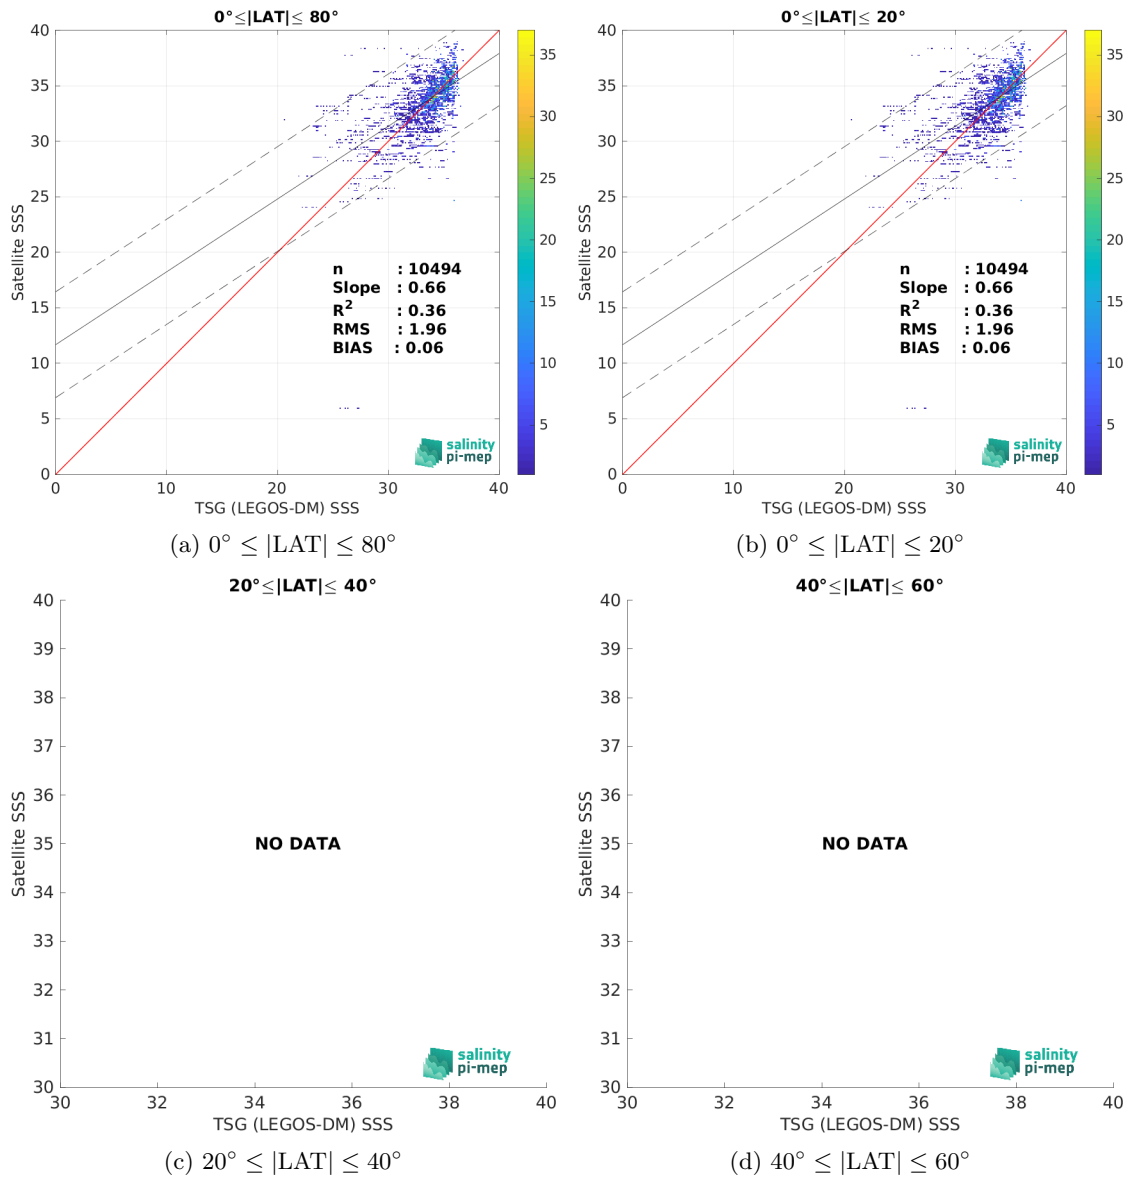 0°≤|LAT|≤ 80°
40
35
30
25
20
15
10
5
0
Satellite SSS
n : 10494
Slope : 0.66
R² : 0.36
RMS : 1.96
BIAS : 0.06
salinity
pi-mep
0 10 20 30 40
TSG (LEGOS-DM) SSS
35
30
25
20
15
10
5
(a) 0° ≤ |LAT| ≤ 80°
0°≤|LAT|≤ 20°
40
35
30
25
20
15
10
5
0
Satellite SSS
n : 10494
Slope : 0.66
R² : 0.36
RMS : 1.96
BIAS : 0.06
salinity
pi-mep
0 10 20 30 40
TSG (LEGOS-DM) SSS
35
30
25
20
15
10
5
(b) 0° ≤ |LAT| ≤ 20°
20°≤|LAT|≤ 40°
40
39
38
37
36
35
34
33
32
31
30
Satellite SSS
NO DATA
salinity
pi-mep
30 32 34 36 38 40
TSG (LEGOS-DM) SSS
(c) 20° ≤ |LAT| ≤ 40°
40°≤|LAT|≤ 60°
40
39
38
37
36
35
34
33
32
31
30
Satellite SSS
NO DATA
salinity
pi-mep
30 32 34 36 38 40
TSG (LEGOS-DM) SSS
(d) 40° ≤ |LAT| ≤ 60°